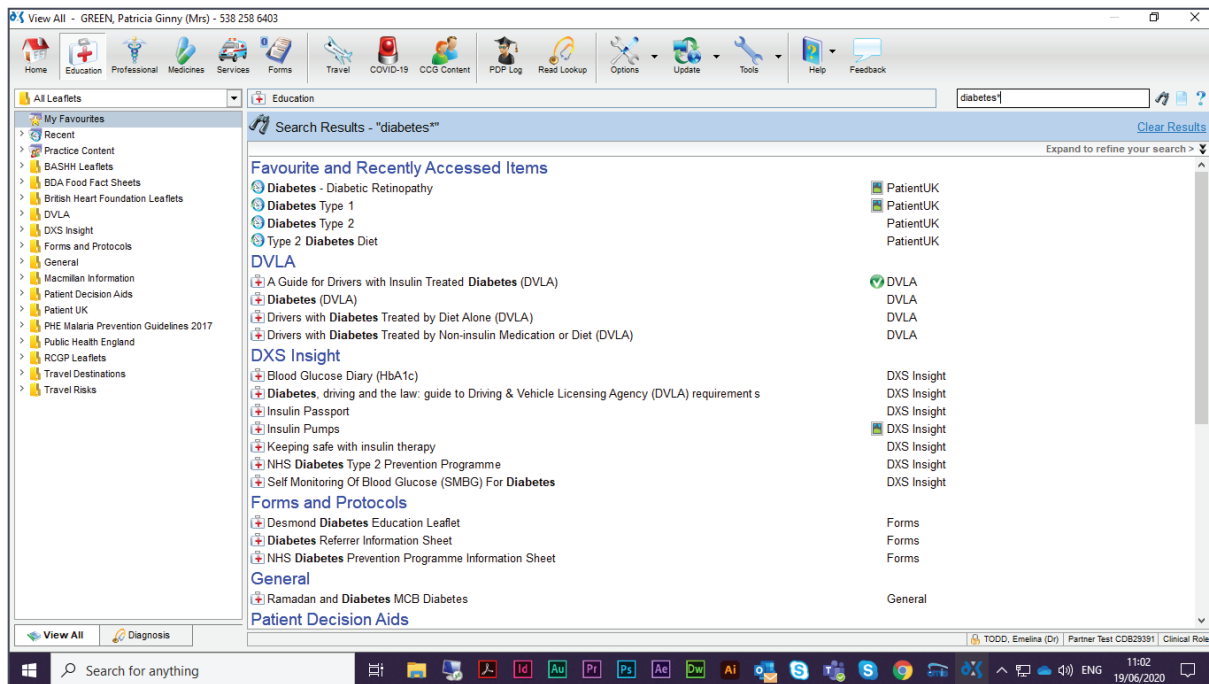 View All - GREEN, Patricia Ginny (Mrs) - 538 258 6403
Home Education Professional Medicines Services Forms Travel COVID-19 CCG Content PDP Log Read Lookup Options Update Tools Help Feedback
All Leaflets Education diabetes*
My Favourites
Recent
Practice Content
BASHH Leaflets
BDA Food Fact Sheets
British Heart Foundation Leaflets
DVLA
DXS Insight
Forms and Protocols
General
Macmillan Information
Patient Decision Aids
Patient UK
PHE Malaria Prevention Guidelines 2017
Public Health England
RCGP Leaflets
Travel Destinations
Travel Risks
Search Results - "diabetes*" Clear Results
Expand to refine your search >
Favourite and Recently Accessed Items
Diabetes - Diabetic Retinopathy PatientUK
Diabetes Type 1 PatientUK
Diabetes Type 2 PatientUK
Type 2 Diabetes Diet PatientUK
DVLA
A Guide for Drivers with Insulin Treated Diabetes (DVLA) DVLA
Diabetes (DVLA) DVLA
Drivers with Diabetes Treated by Diet Alone (DVLA) DVLA
Drivers with Diabetes Treated by Non-insulin Medication or Diet (DVLA) DVLA
DXS Insight
Blood Glucose Diary (HbA1c) DXS Insight
Diabetes, driving and the law: guide to Driving & Vehicle Licensing Agency (DVLA) requirements DXS Insight
Insulin Passport DXS Insight
Insulin Pumps DXS Insight
Keeping safe with insulin therapy DXS Insight
NHS Diabetes Type 2 Prevention Programme DXS Insight
Self Monitoring Of Blood Glucose (SMBG) For Diabetes DXS Insight
Forms and Protocols
Desmond Diabetes Education Leaflet Forms
Diabetes Referrer Information Sheet Forms
NHS Diabetes Prevention Programme Information Sheet Forms
General
Ramadan and Diabetes MCB Diabetes General
Patient Decision Aids
View All Diagnosis
TODD, Emelina (Dr) Partner Test CDB29391 Clinical Role
Search for anything
Id Au Pr Ps Ae Dw Ai
ENG
11:02
19/06/2020